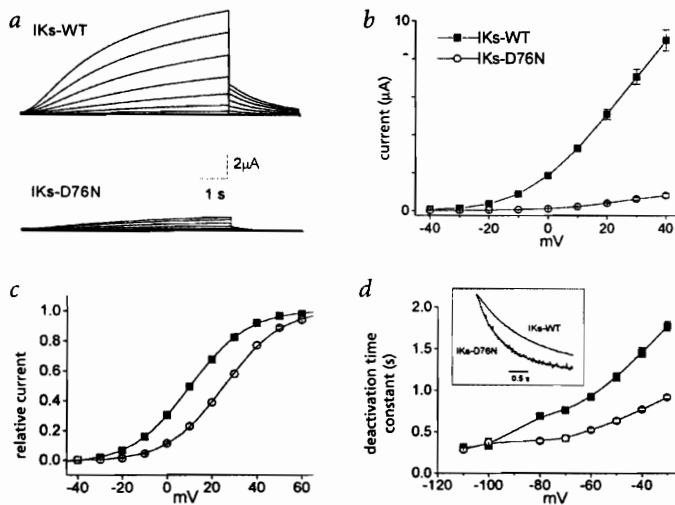 a
IKs-WT
2μA
1 s
IKs-D76N
b
IKs-WT
IKs-D76N
current (μA)
10
5
0
-40
-20
0
20
40
mV
c
relative current
1.0
0.8
0.6
0.4
0.2
0.0
-40
-20
0
20
40
60
mV
d
IKs-WT
IKs-D76N
0.5 s
deactivation time
constant (s)
2.0
1.5
1.0
0.5
0.0
-120
-100
-80
-60
-40
mV